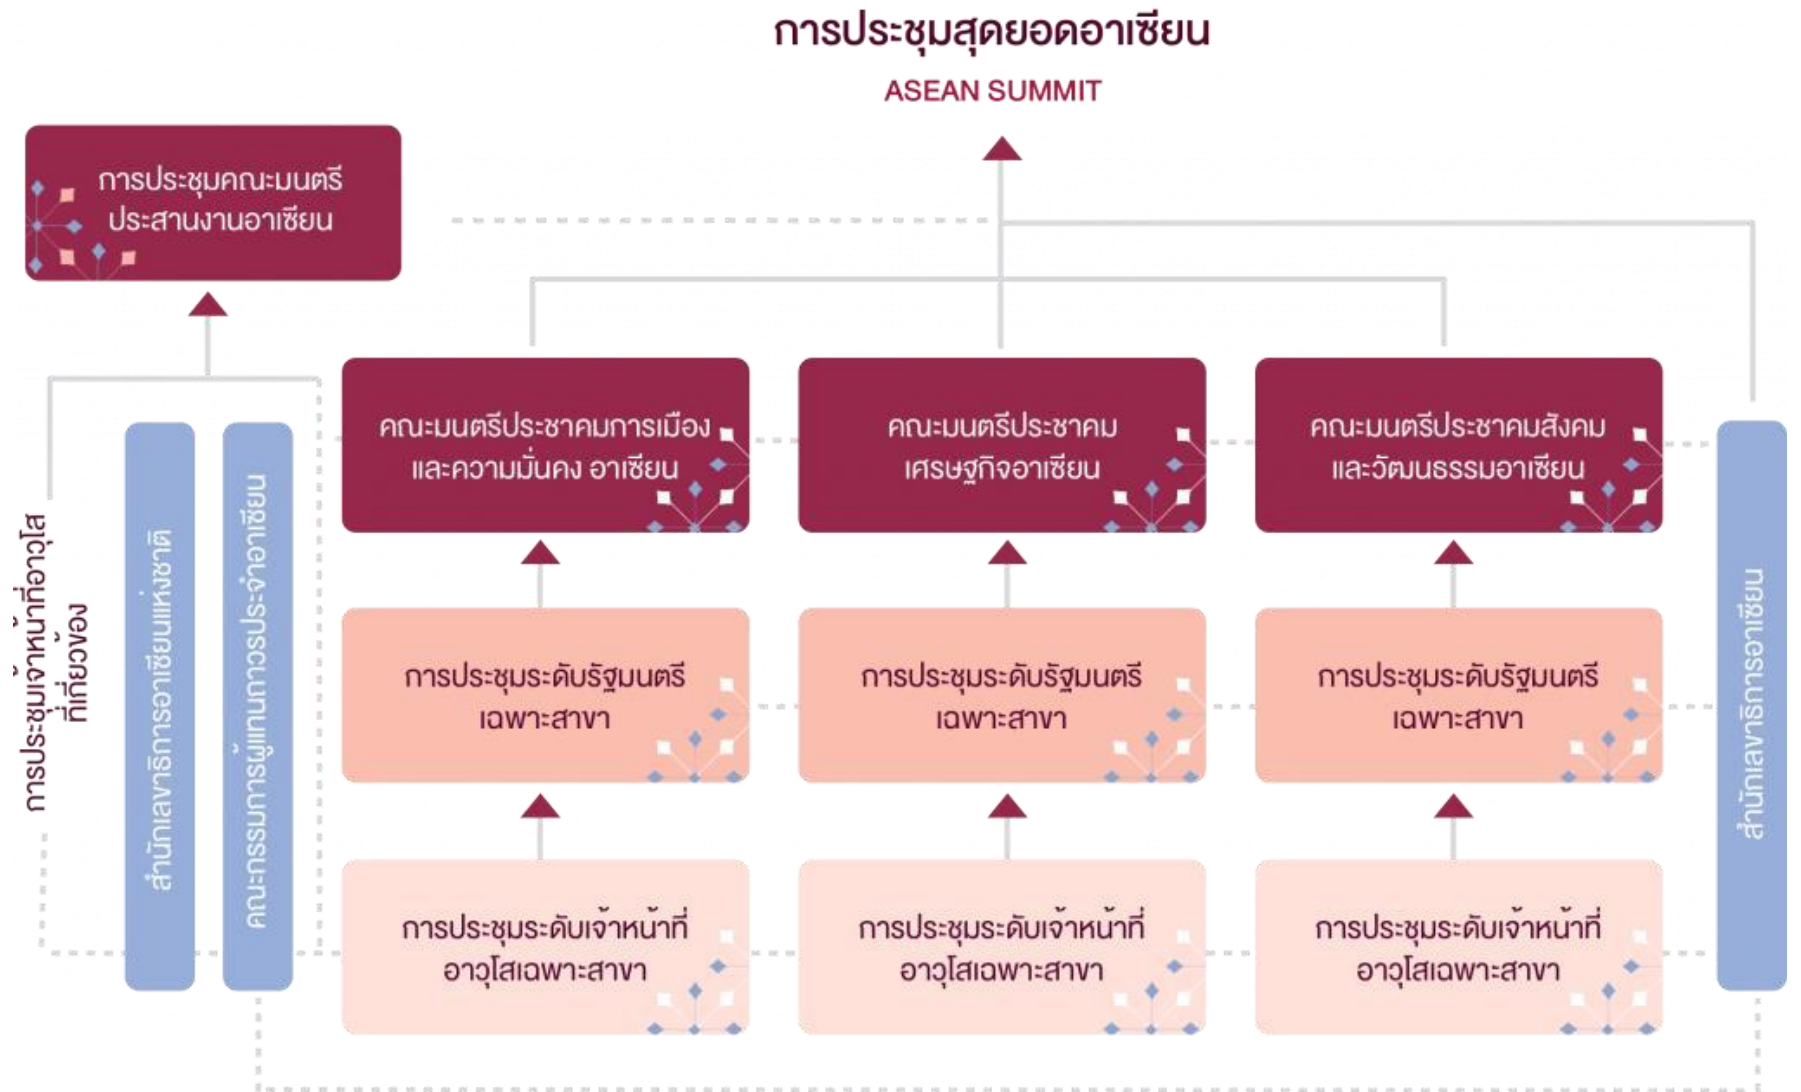 การประชุมสุดยอดอาเซียน
ASEAN SUMMIT
การประชุมคณะมนตรี
ประสานงานอาเซียน
การประชุมเจ้าหน้าที่อาวุโส
ที่เกี่ยวข้อง
สำนักเลขาธิการอาเซียนแห่งชาติ
คณะกรรมการผู้แทนถาวรประจำอาเซียน
คณะมนตรีประชาคมการเมือง
และความมั่นคง อาเซียน
คณะมนตรีประชาคม
เศรษฐกิจอาเซียน
คณะมนตรีประชาคมสังคม
และวัฒนธรรมอาเซียน
การประชุมระดับรัฐมนตรี
เฉพาะสาขา
การประชุมระดับรัฐมนตรี
เฉพาะสาขา
การประชุมระดับรัฐมนตรี
เฉพาะสาขา
การประชุมระดับเจ้าหน้าที่
อาวุโสเฉพาะสาขา
การประชุมระดับเจ้าหน้าที่
อาวุโสเฉพาะสาขา
การประชุมระดับเจ้าหน้าที่
อาวุโสเฉพาะสาขา
สำนักเลขาธิการอาเซียน